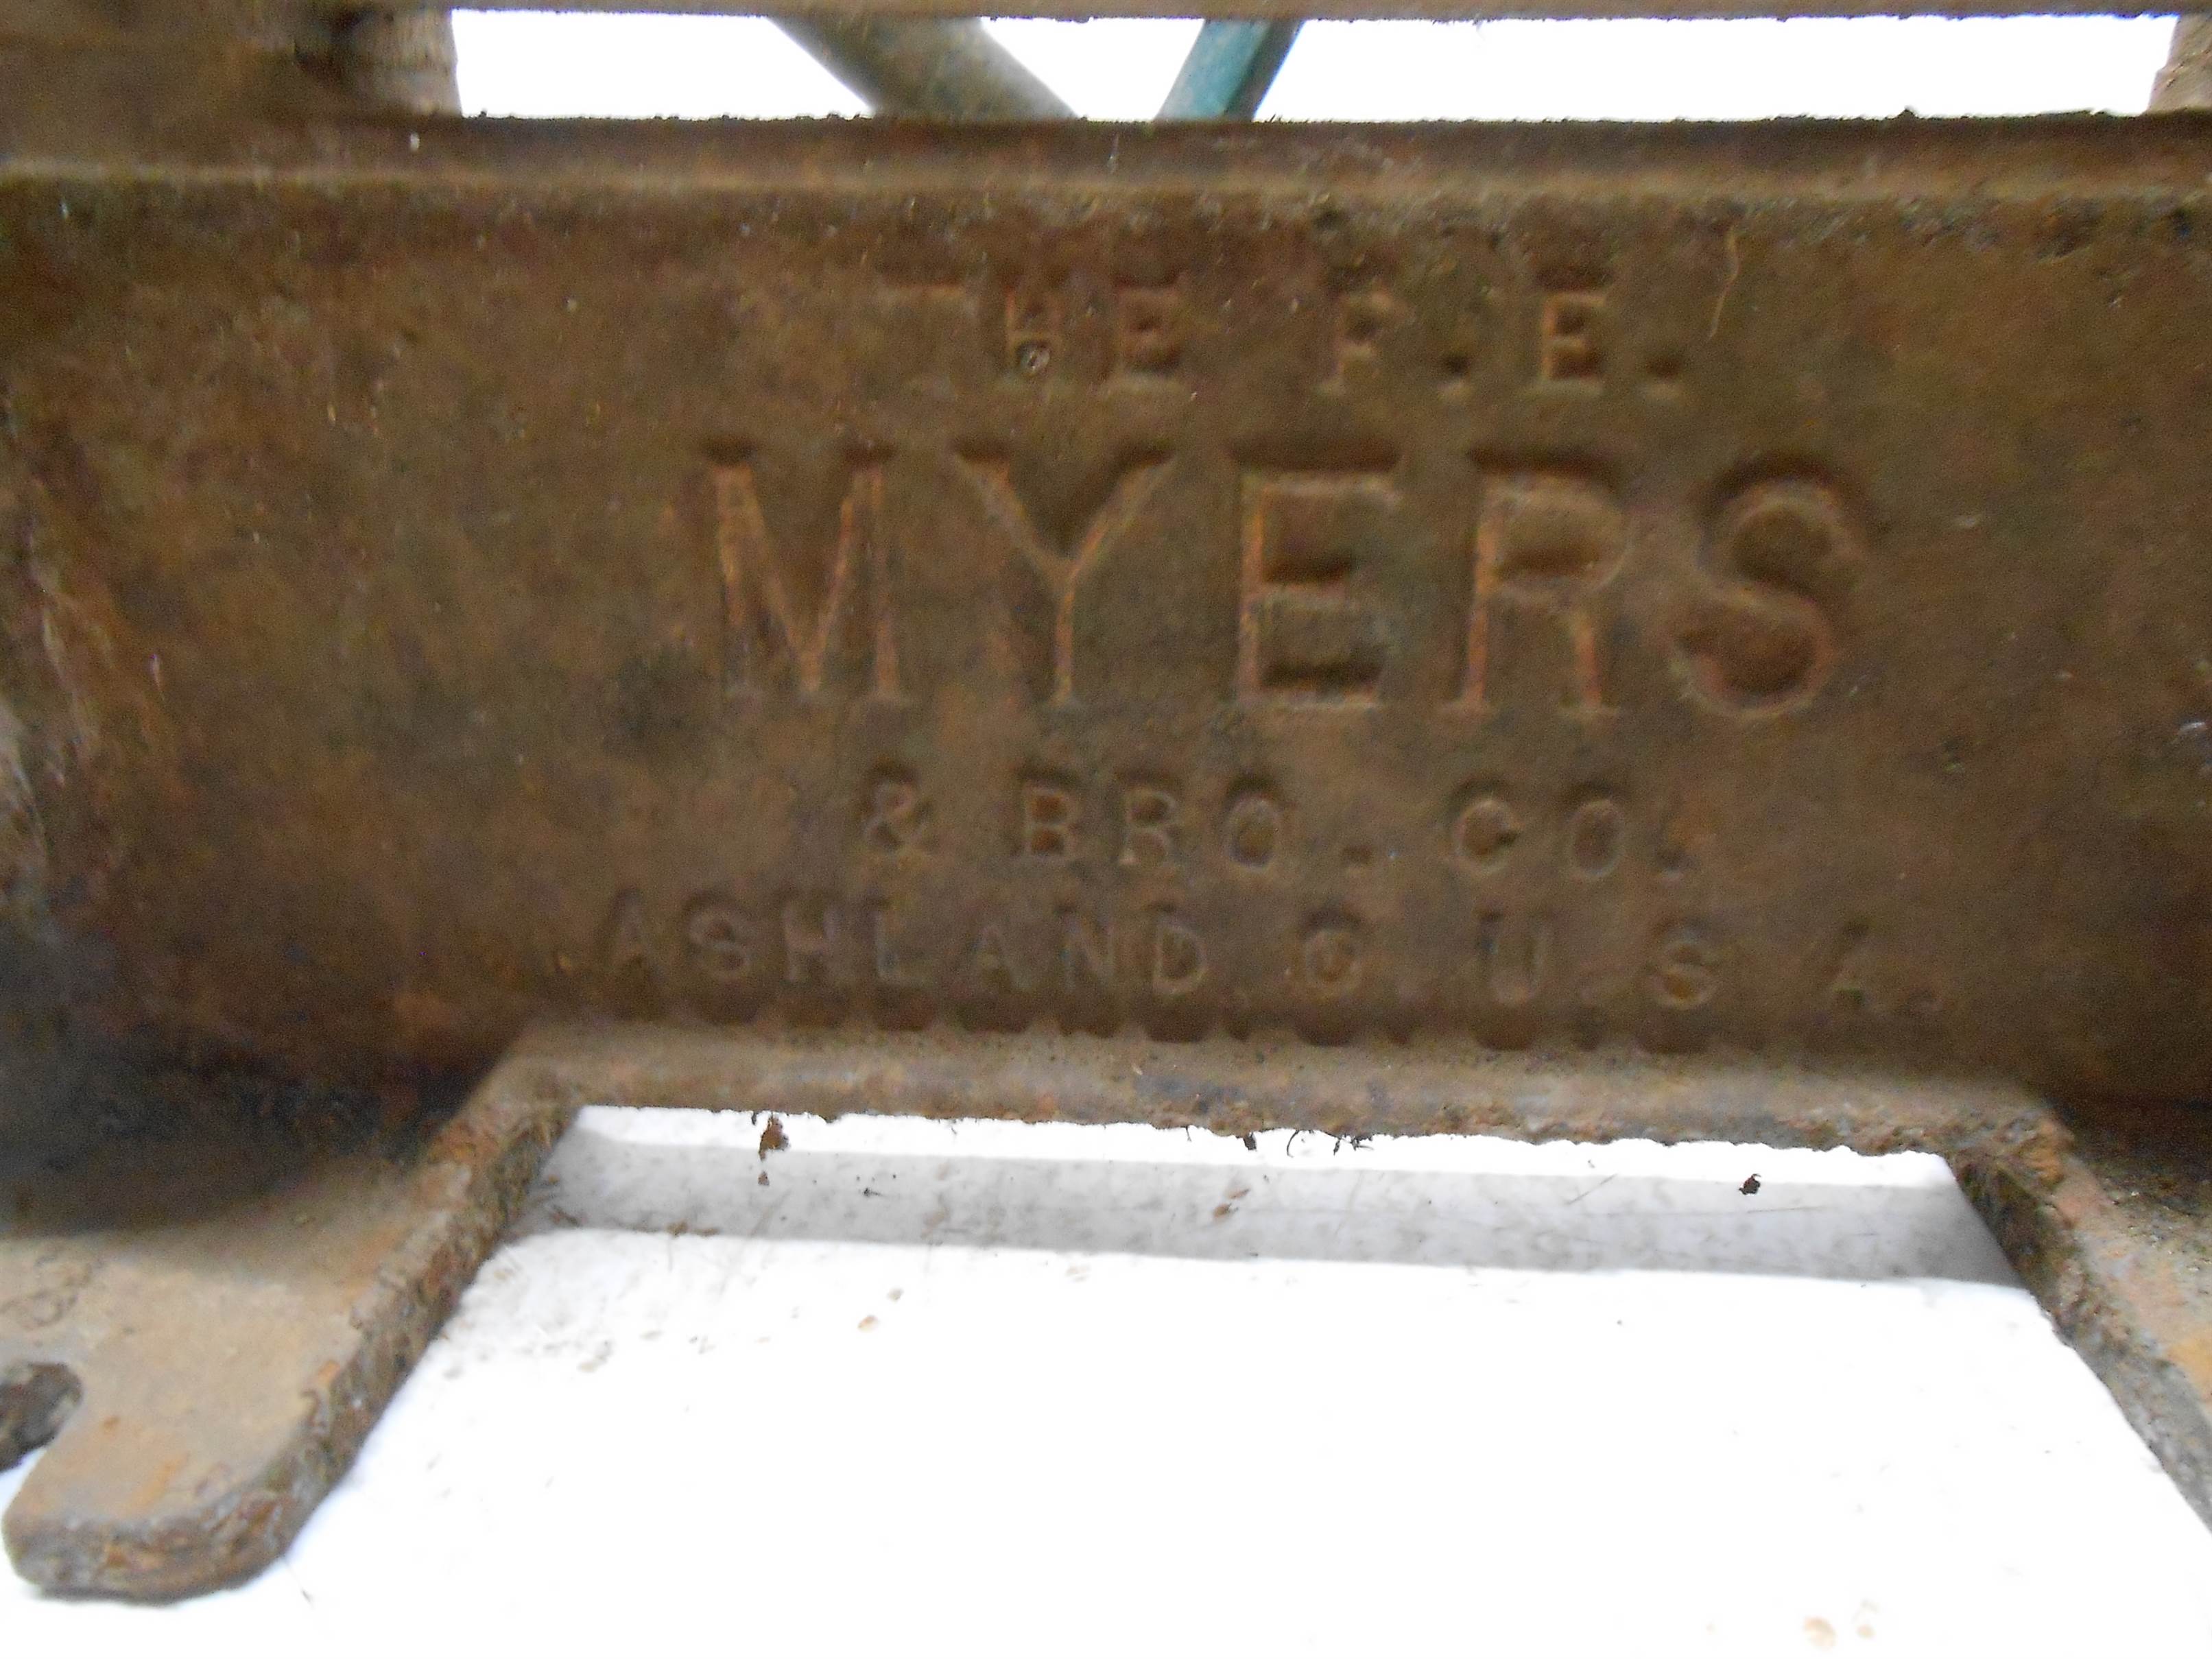 THE F.E.
MYERS
& BRO. CO.
ASHLAND O. U. S. A.